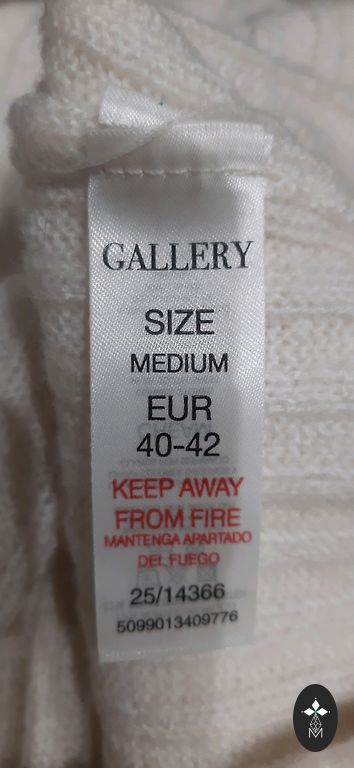 GALLERY
SIZE
MEDIUM
EUR
40-42
KEEP AWAY
FROM FIRE
MANTENGA APARTADO
DEL FUEGO
25/14366
5099013409776
M